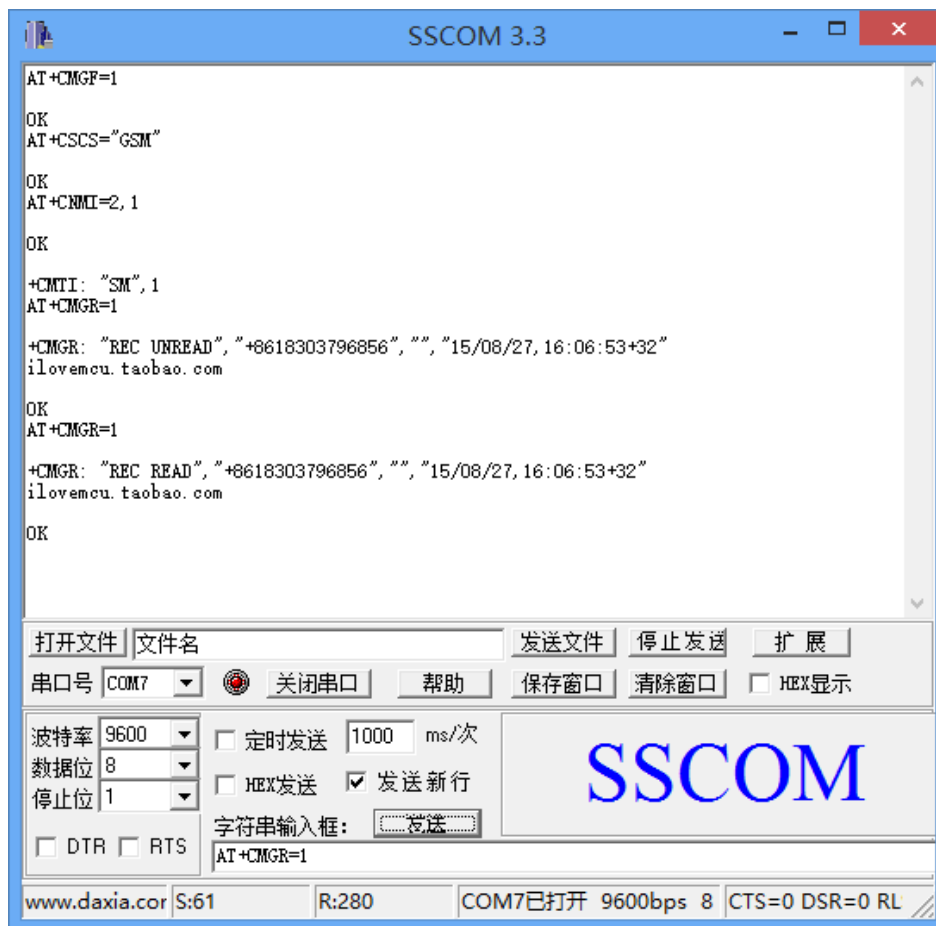 SSCOM 3.3
AT+CMGF=1
OK
AT+CSCS="GSM"
OK
AT+CNMI=2,1
OK
+CMTI: "SM",1
AT+CMGR=1
+CMGR: "REC UNREAD","+8618303796856","","15/08/27,16:06:53+32"
ilovemcu.taobao.com
OK
AT+CMGR=1
+CMGR: "REC READ","+8618303796856","","15/08/27,16:06:53+32"
ilovemcu.taobao.com
OK
打开文件 文件名 发送文件 停止发送 扩展
串口号 COM7 关闭串口 帮助 保存窗口 清除窗口 HEX显示
波特率 9600 定时发送 1000 ms/次
数据位 8
HEX发送 发送新行
停止位 1
SSCOM
字符串输入框: 发送
DTR RTS
AT+CMGR=1
www.daxia.cor S:61 R:280 COM7已打开 9600bps 8 CTS=0 DSR=0 RL